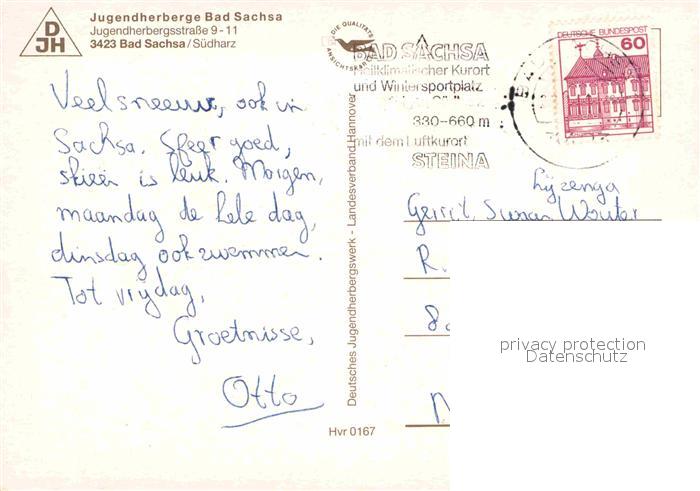 DJH
Jugendherberge Bad Sachsa
Jugendherbergsstraße 9-11
3423 Bad Sachsa/Südharz
Veel sneeuw, ook in
Sachsa. Sfeer goed,
skiën is leuk. Morgen,
maandag de hele dag,
dinsdag ook zwemmen.
Tot vrijdag,
Groetnisse,
Otto
DIE QUALITÄTS ANSICHTSKARTE
BAD SACHSA
Heilklimatischer Kurort
und Wintersportplatz
330-660 m
mit dem Luftkurort
STEINA
DEUTSCHE BUNDESPOST
60
Deutsches Jugendherbergswerk - Landesverband Hannover
Lijzenga
Gerrit, Susan Wouter
R.
privacy protection
Datenschutz
Hvr 0167